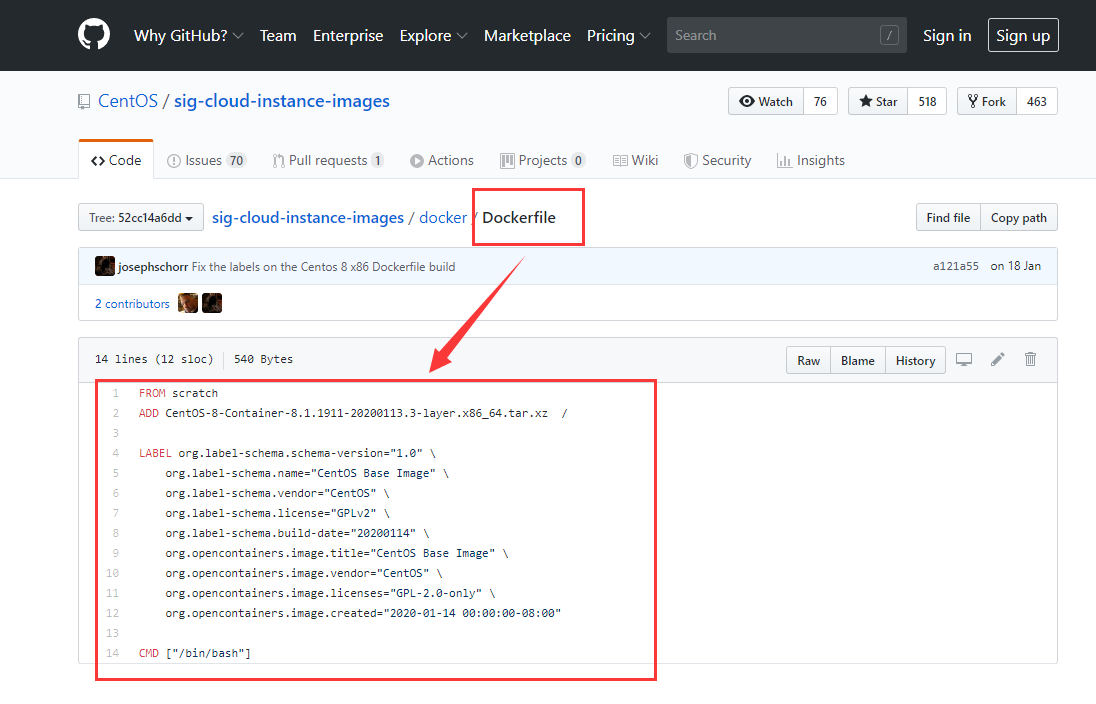 Why GitHub? Team Enterprise Explore Marketplace Pricing Search / Sign in Sign up
CentOS / sig-cloud-instance-images Watch 76 Star 518 Fork 463
Code Issues 70 Pull requests 1 Actions Projects 0 Wiki Security Insights
Tree: 52cc14a6dd sig-cloud-instance-images / docker / Dockerfile Find file Copy path
josephschorr Fix the labels on the Centos 8 x86 Dockerfile build a121a55 on 18 Jan
2 contributors
14 lines (12 sloc) 540 Bytes Raw Blame History
1 FROM scratch
2 ADD CentOS-8-Container-8.1.1911-20200113.3-layer.x86_64.tar.xz /
3
4 LABEL org.label-schema.schema-version="1.0" \
5 org.label-schema.name="CentOS Base Image" \
6 org.label-schema.vendor="CentOS" \
7 org.label-schema.license="GPLv2" \
8 org.label-schema.build-date="20200114" \
9 org.opencontainers.image.title="CentOS Base Image" \
10 org.opencontainers.image.vendor="CentOS" \
11 org.opencontainers.image.licenses="GPL-2.0-only" \
12 org.opencontainers.image.created="2020-01-14 00:00:00-08:00"
13
14 CMD ["/bin/bash"]